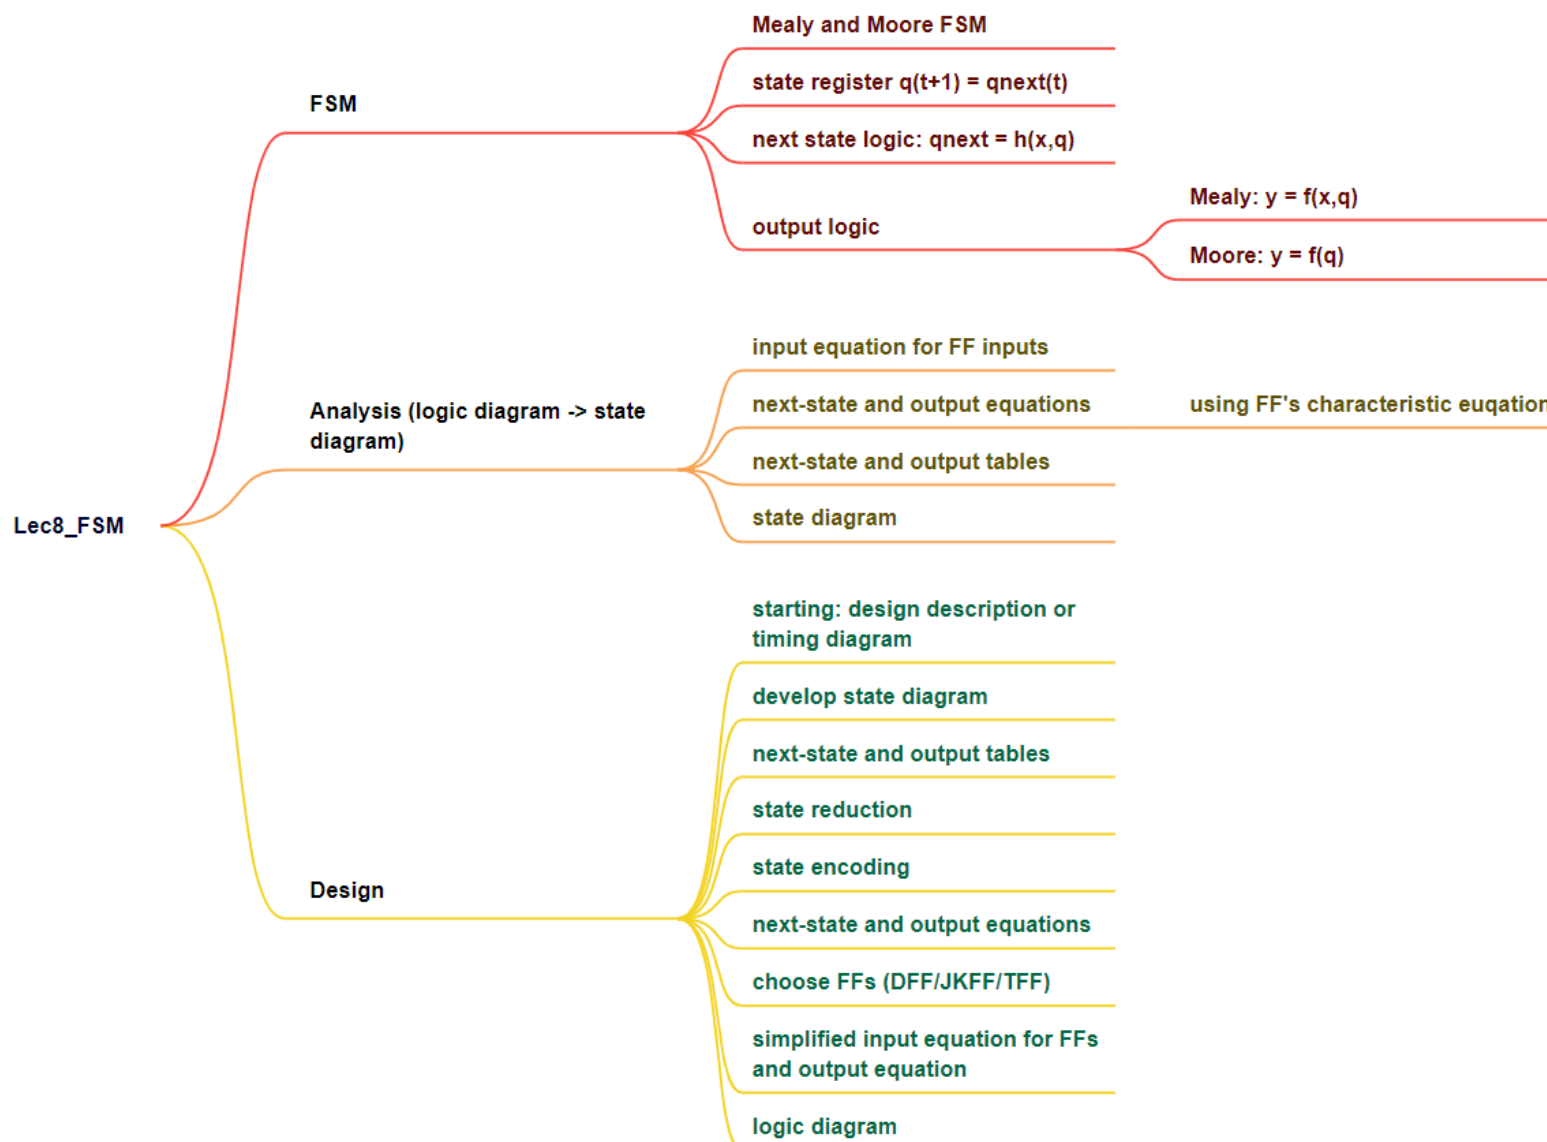 Mealy and Moore FSM
state register q(t+1) = qnext(t)
FSM
next state logic: qnext = h(x,q)
Mealy: y = f(x,q)
output logic
Moore: y = f(q)
input equation for FF inputs
Analysis (logic diagram -> state
diagram)
next-state and output equations
using FF's characteristic euqation
next-state and output tables
state diagram
Lec8_FSM
starting: design description or
timing diagram
develop state diagram
next-state and output tables
state reduction
state encoding
Design
next-state and output equations
choose FFs (DFF/JKFF/TFF)
simplified input equation for FFs
and output equation
logic diagram